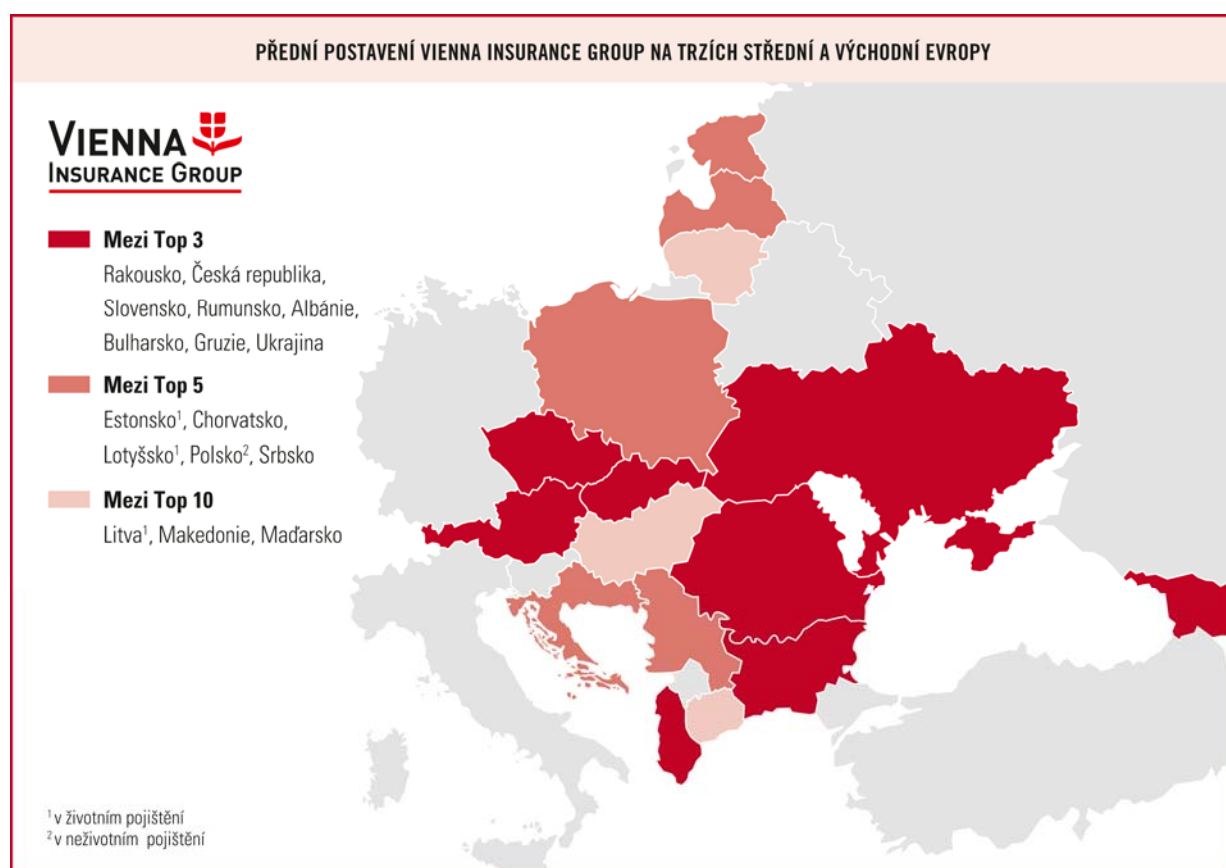 PŘEDNÍ POSTAVENÍ VIENNA INSURANCE GROUP NA TRZÍCH STŘEDNÍ A VÝCHODNÍ EVROPY
VIENNA
INSURANCE GROUP
Mezi Top 3
Rakousko, Česká republika,
Slovensko, Rumunsko, Albánie,
Bulharsko, Gruzie, Ukrajina
Mezi Top 5
Estonsko¹, Chorvatsko,
Lotyšsko¹, Polsko², Srbsko
Mezi Top 10
Litva¹, Makedonie, Maďarsko
¹ v životním pojištění
² v neživotním pojištění